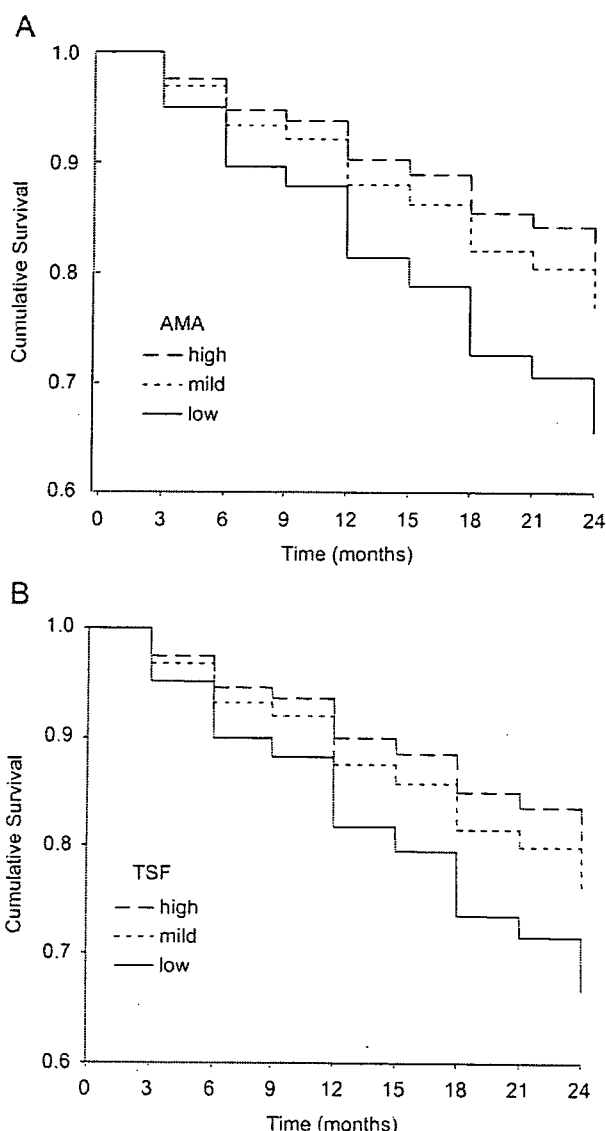 A
1.0
0.9
0.8
0.7
0.6
Cumulative Survival
AMA
high
mild
low
0 3 6 9 12 15 18 21 24
Time (months)
B
1.0
0.9
0.8
0.7
0.6
Cumulative Survival
TSF
high
mild
low
0 3 6 9 12 15 18 21 24
Time (months)